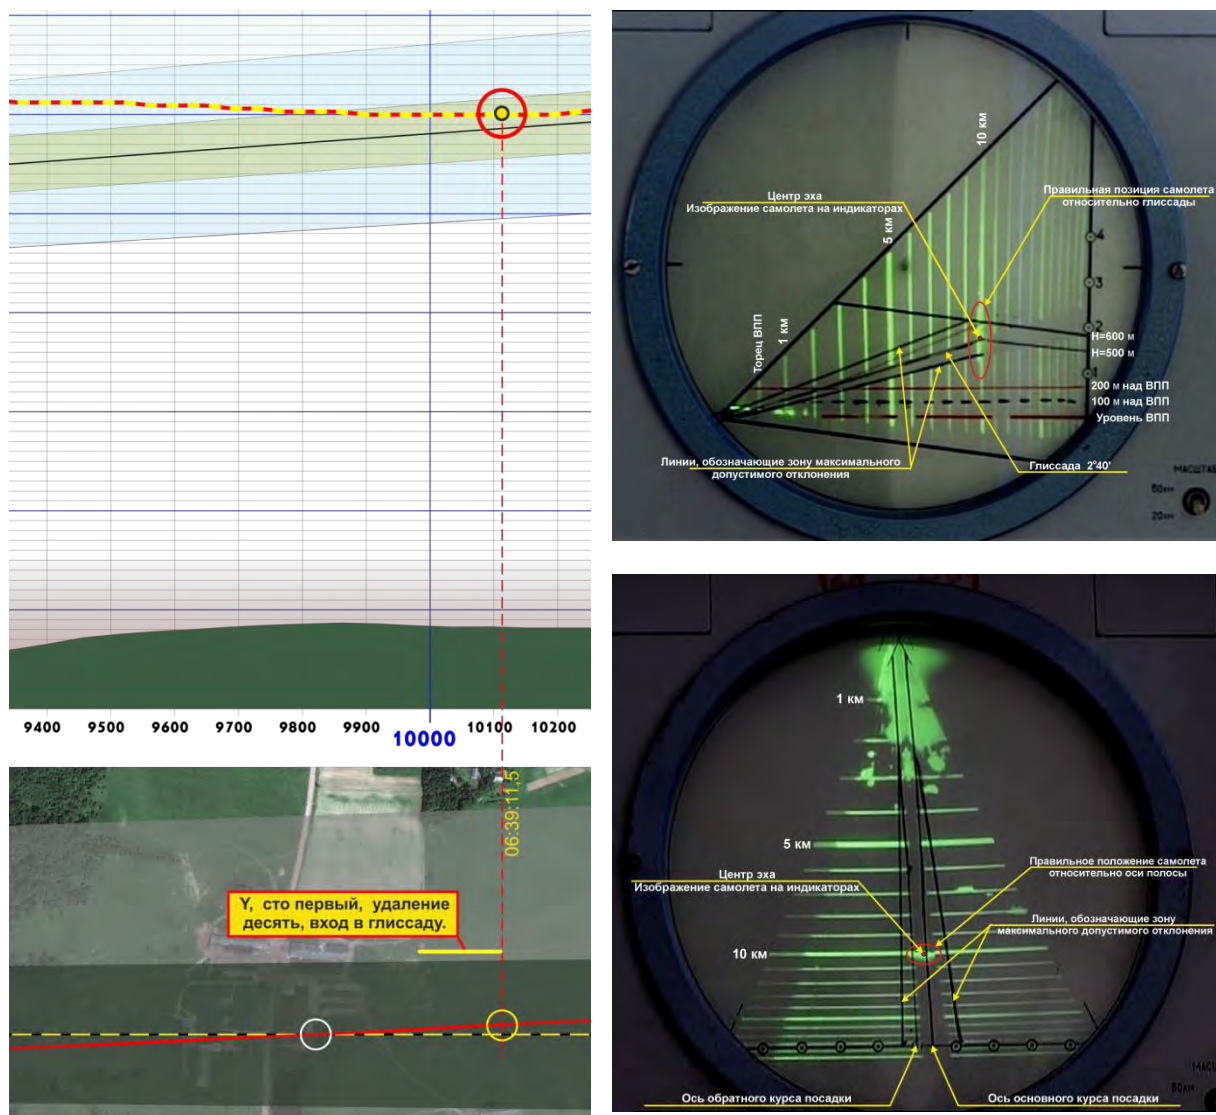 9400 9500 9600 9700 9800 9900 10000 10100 10200
06:39:11.5
Y, сто первый, удаление
десять, вход в глиссаду.
10 км
Центр эха
Изображение самолета на индикаторах
Правильная позиция самолета
относительно глиссады
5 км
4
3
2
1 км
Торец ВПП
Н=600 м
Н=500 м
1
200 м над ВПП
100 м над ВПП
Уровень ВПП
Линии, обозначающие зону максимального
допустимого отклонения
Глиссада 2°40'
МАСШТАБ
20км
1 км
5 км
Центр эха
Изображение самолета на индикаторах
Правильное положение самолета
относительно оси полосы
Линии, обозначающие зону
максимального допустимого отклонения
10 км
Ось обратного курса посадки
Ось основного курса посадки